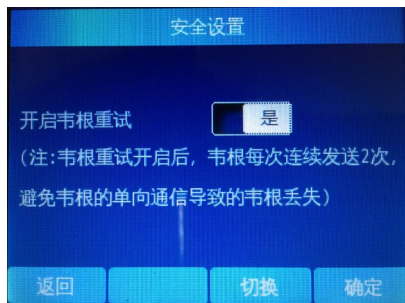 安全设置
开启韦根重试 是
(注:韦根重试开启后，韦根每次连续发送2次，
避免韦根的单向通信导致的韦根丢失)
返回 切换 确定